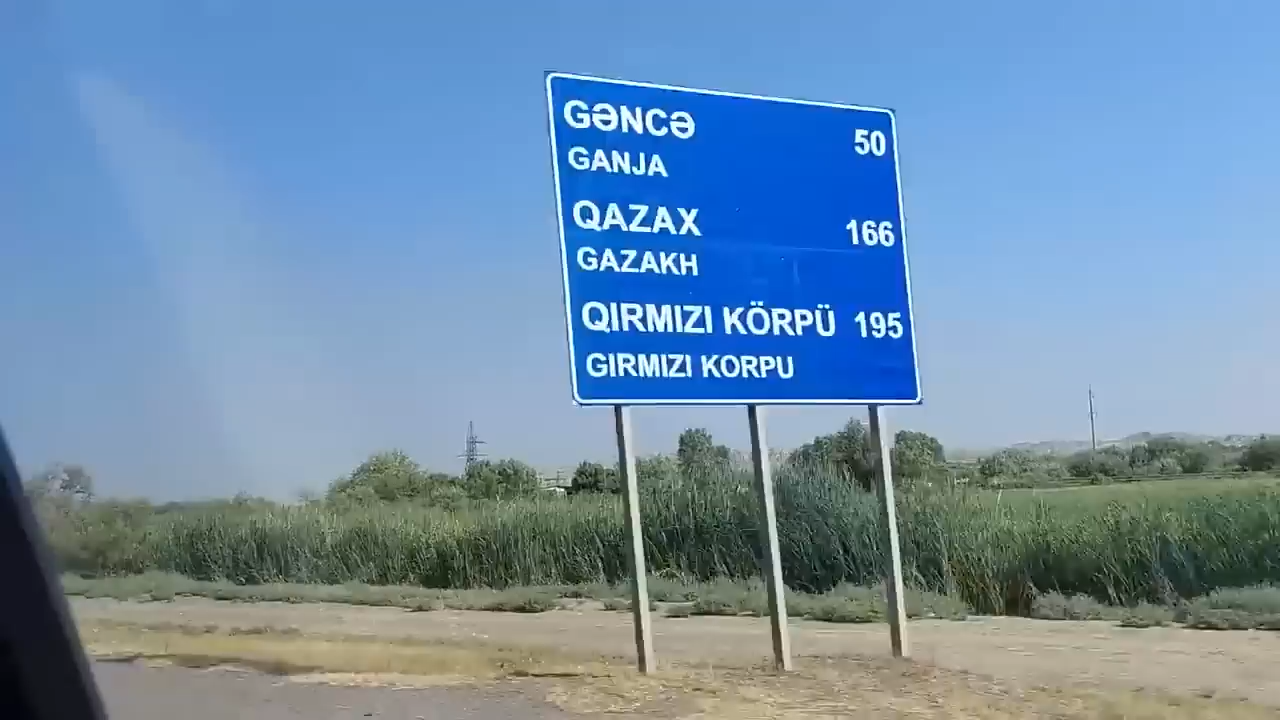 GƏNCƏ 50
GANJA
QAZAX 166
GAZAKH
QIRMIZI KÖRPÜ 195
GIRMIZI KORPU